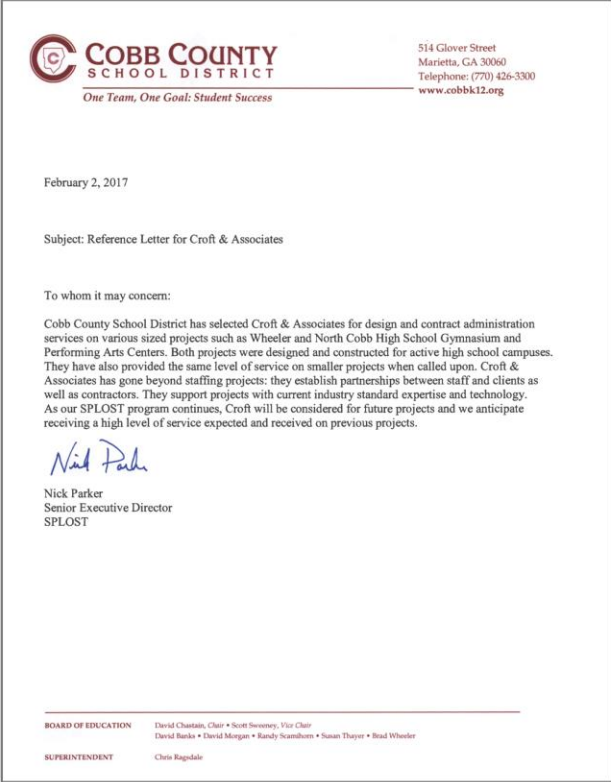 COBB COUNTY
SCHOOL DISTRICT
One Team, One Goal: Student Success
514 Glover Street
Marietta, GA 30060
Telephone: (770) 426-3300
www.cobbk12.org
February 2, 2017
Subject: Reference Letter for Croft & Associates
To whom it may concern:
Cobb County School District has selected Croft & Associates for design and contract administration
services on various sized projects such as Wheeler and North Cobb High School Gymnasium and
Performing Arts Centers. Both projects were designed and constructed for active high school campuses.
They have also provided the same level of service on smaller projects when called upon. Croft &
Associates has gone beyond staffing projects: they establish partnerships between staff and clients as
well as contractors. They support projects with current industry standard expertise and technology.
As our SPLOST program continues, Croft will be considered for future projects and we anticipate
receiving a high level of service expected and received on previous projects.
Nick Parker
Nick Parker
Senior Executive Director
SPLOST
BOARD OF EDUCATION David Chastain, Chair • Scott Sweeney, Vice Chair
David Banks • David Morgan • Randy Scamihorn • Susan Thayer • Brad Wheeler
SUPERINTENDENT Chris Ragsdale